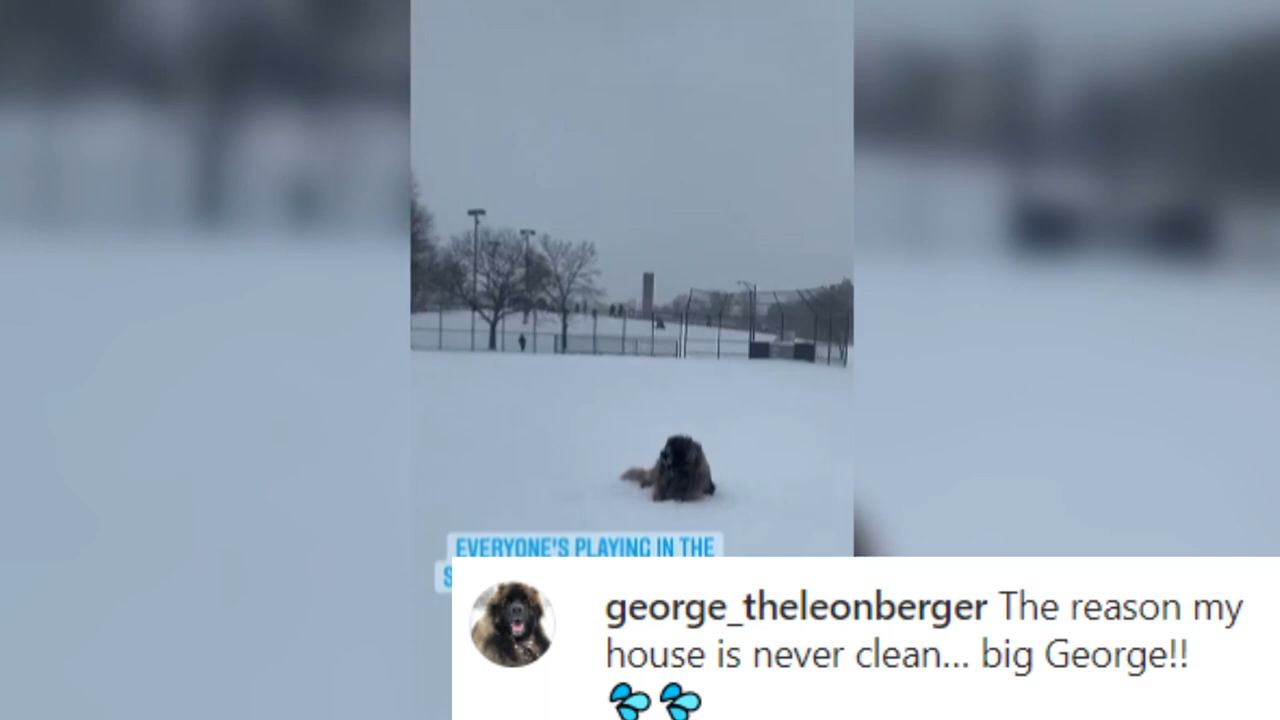 EVERYONE'S PLAYING IN THE
george_theleonberger The reason my
house is never clean... big George!!
💦💦